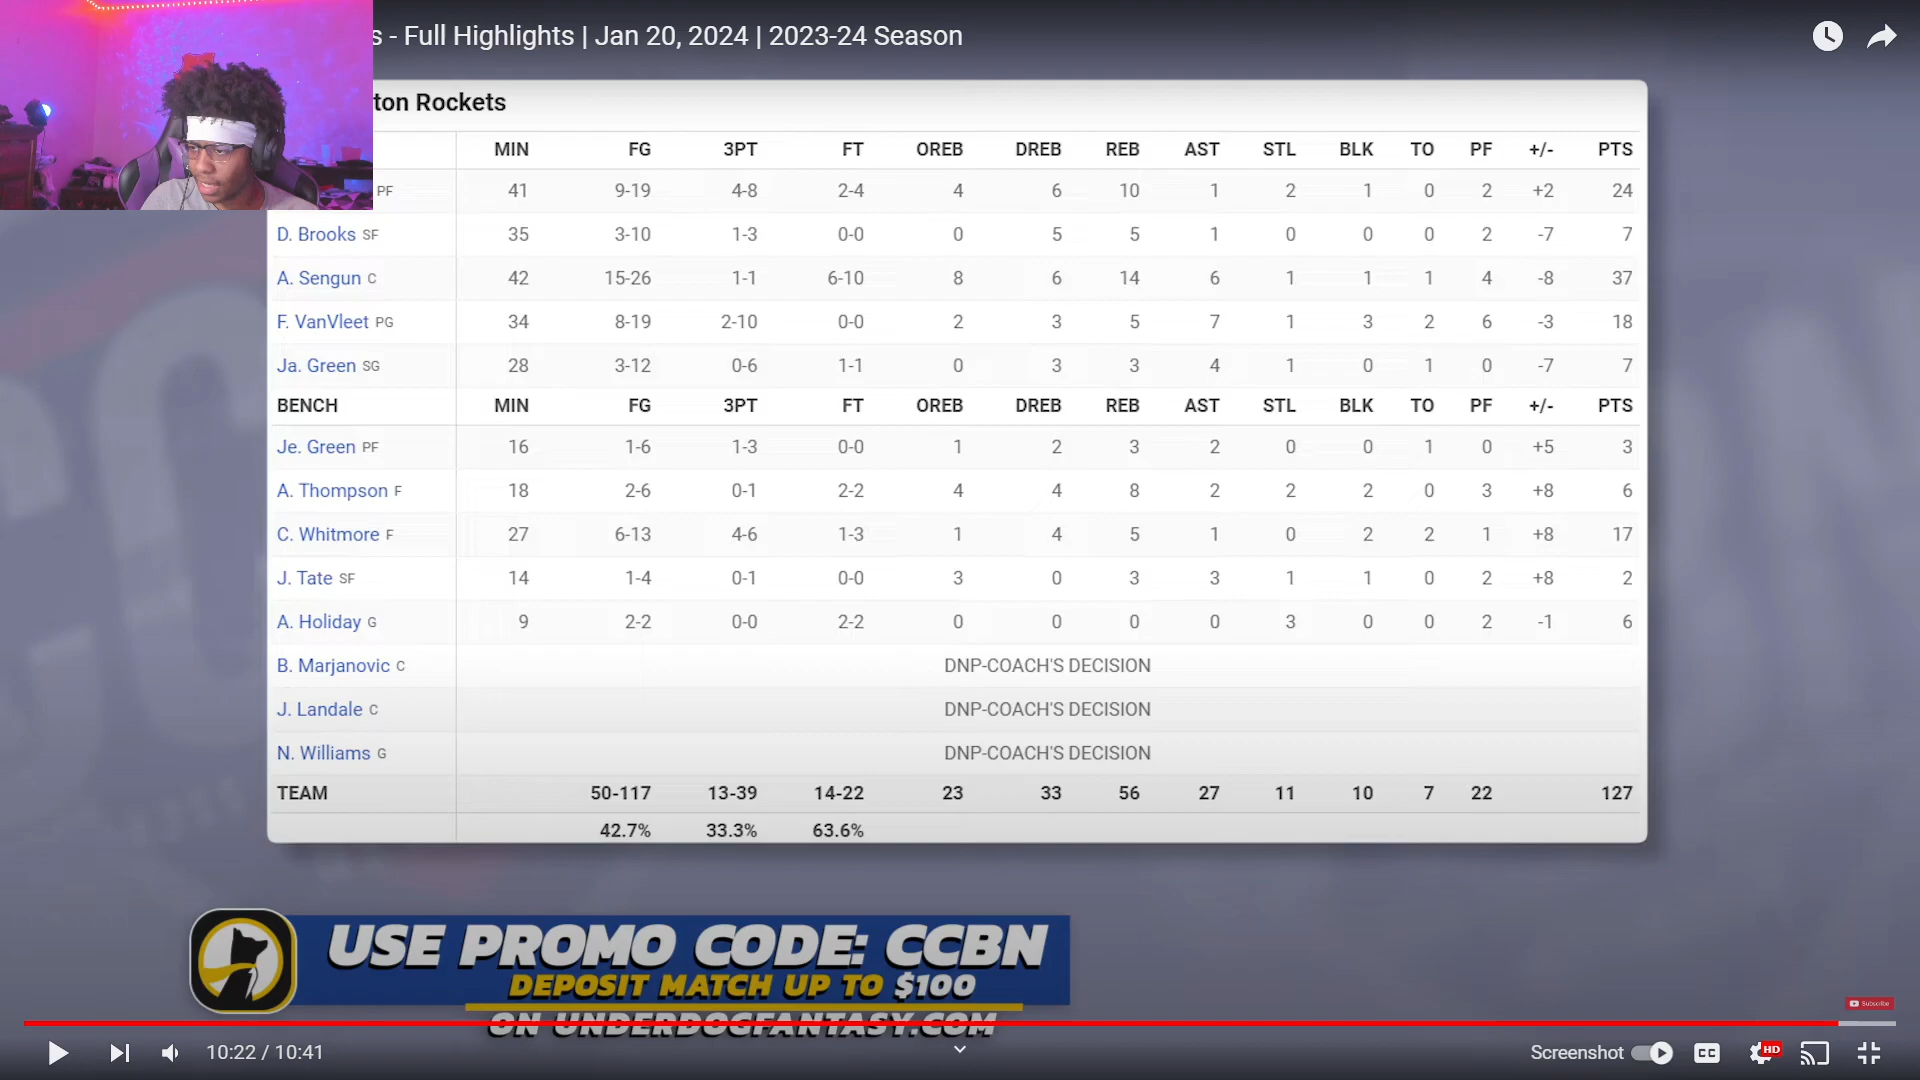 s - Full Highlights | Jan 20, 2024 | 2023-24 Season
ton Rockets
MIN FG 3PT FT OREB DREB REB AST STL BLK TO PF +/- PTS
PF 41 9-19 4-8 2-4 4 6 10 1 2 1 0 2 +2 24
D. Brooks SF 35 3-10 1-3 0-0 0 5 5 1 0 0 0 2 -7 7
A. Sengun C 42 15-26 1-1 6-10 8 6 14 6 1 1 1 4 -8 37
F. VanVleet PG 34 8-19 2-10 0-0 2 3 5 7 1 3 2 6 -3 18
Ja. Green SG 28 3-12 0-6 1-1 0 3 3 4 1 0 1 0 -7 7
BENCH MIN FG 3PT FT OREB DREB REB AST STL BLK TO PF +/- PTS
Je. Green PF 16 1-6 1-3 0-0 1 2 3 2 0 0 1 0 +5 3
A. Thompson F 18 2-6 0-1 2-2 4 4 8 2 2 2 0 3 +8 6
C. Whitmore F 27 6-13 4-6 1-3 1 4 5 1 0 2 2 1 +8 17
J. Tate SF 14 1-4 0-1 0-0 3 0 3 3 1 1 0 2 +8 2
A. Holiday G 9 2-2 0-0 2-2 0 0 0 0 3 0 0 2 -1 6
B. Marjanovic C DNP-COACH'S DECISION
J. Landale C DNP-COACH'S DECISION
N. Williams G DNP-COACH'S DECISION
TEAM 50-117 13-39 14-22 23 33 56 27 11 10 7 22 127
42.7% 33.3% 63.6%
USE PROMO CODE: CCBN
DEPOSIT MATCH UP TO $100
ON UNDERDOGFANTASY.COM
Subscribe
10:22 / 10:41
Screenshot
CC
HD